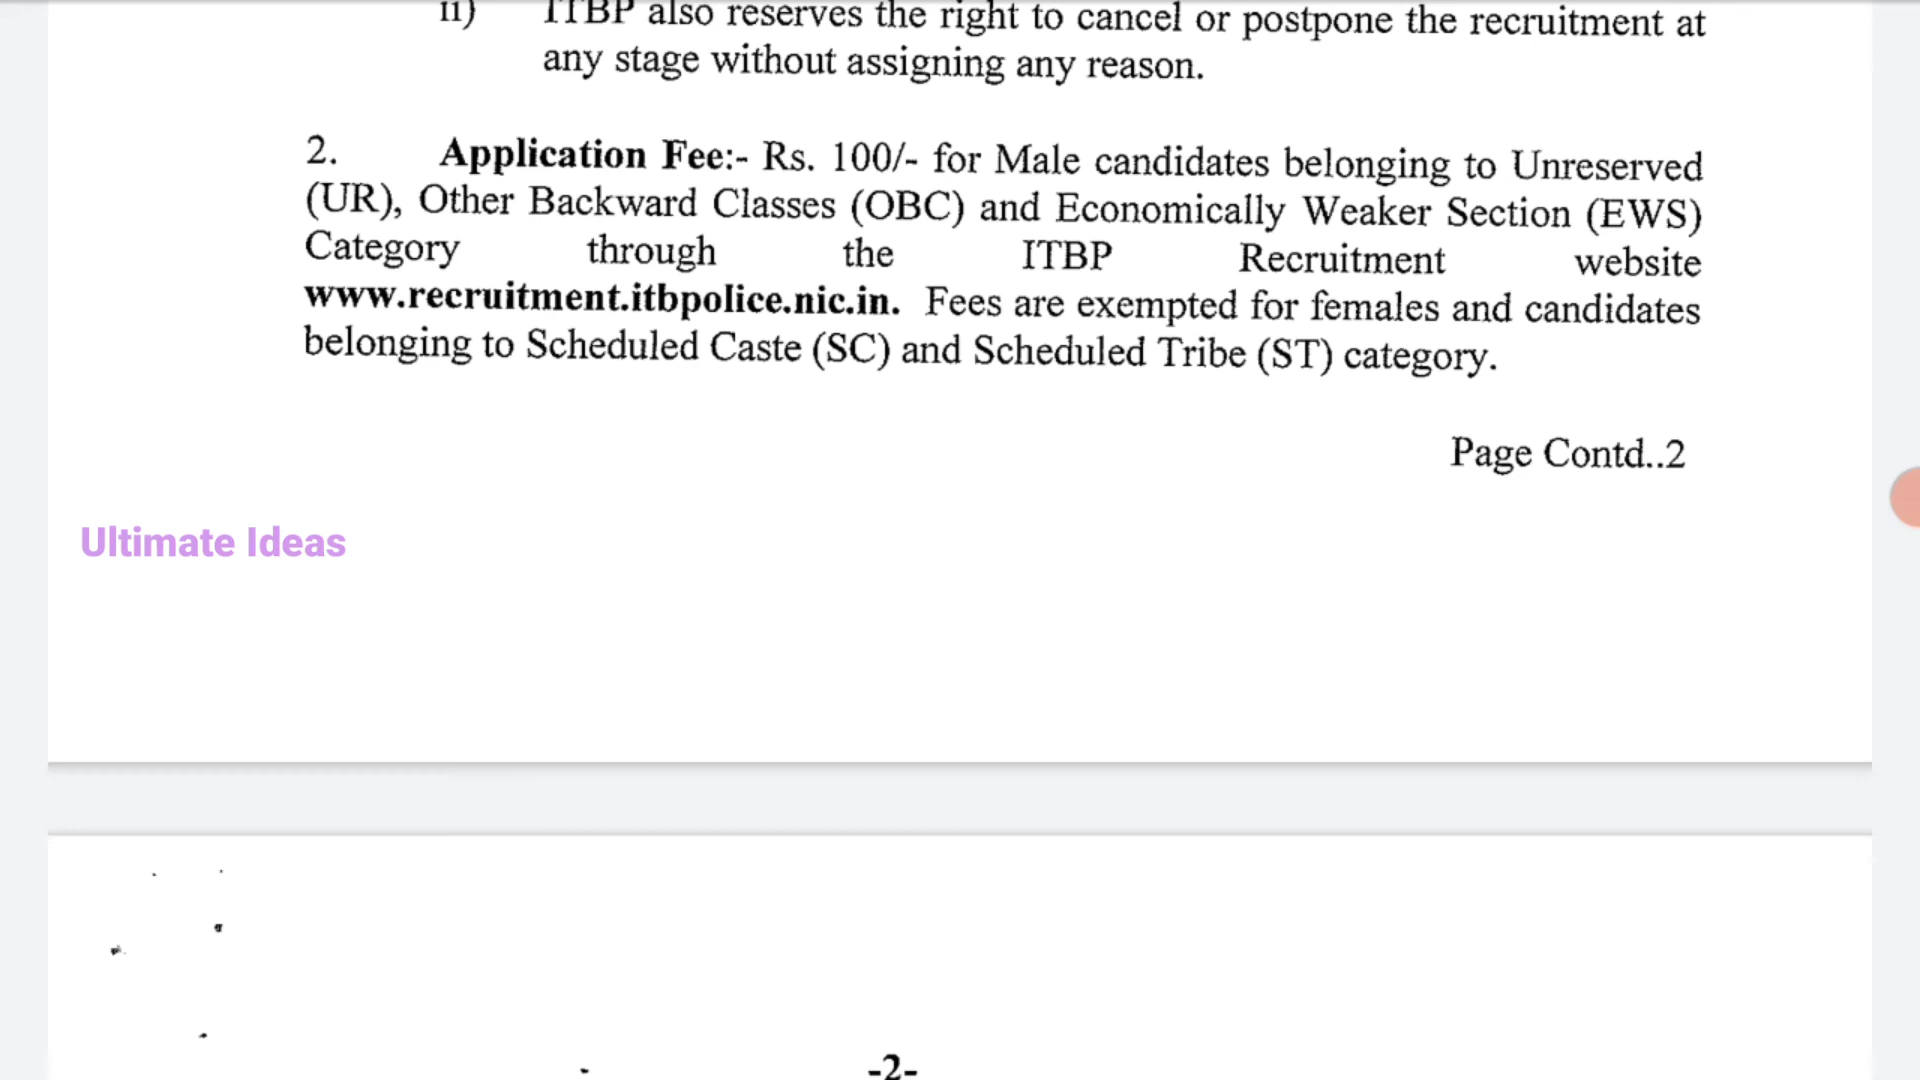 ii) ITBP also reserves the right to cancel or postpone the recruitment at
any stage without assigning any reason.
2. Application Fee:- Rs. 100/- for Male candidates belonging to Unreserved
(UR), Other Backward Classes (OBC) and Economically Weaker Section (EWS)
Category through the ITBP Recruitment website
www.recruitment.itbpolice.nic.in. Fees are exempted for females and candidates
belonging to Scheduled Caste (SC) and Scheduled Tribe (ST) category.
Page Contd..2
Ultimate Ideas
-2-